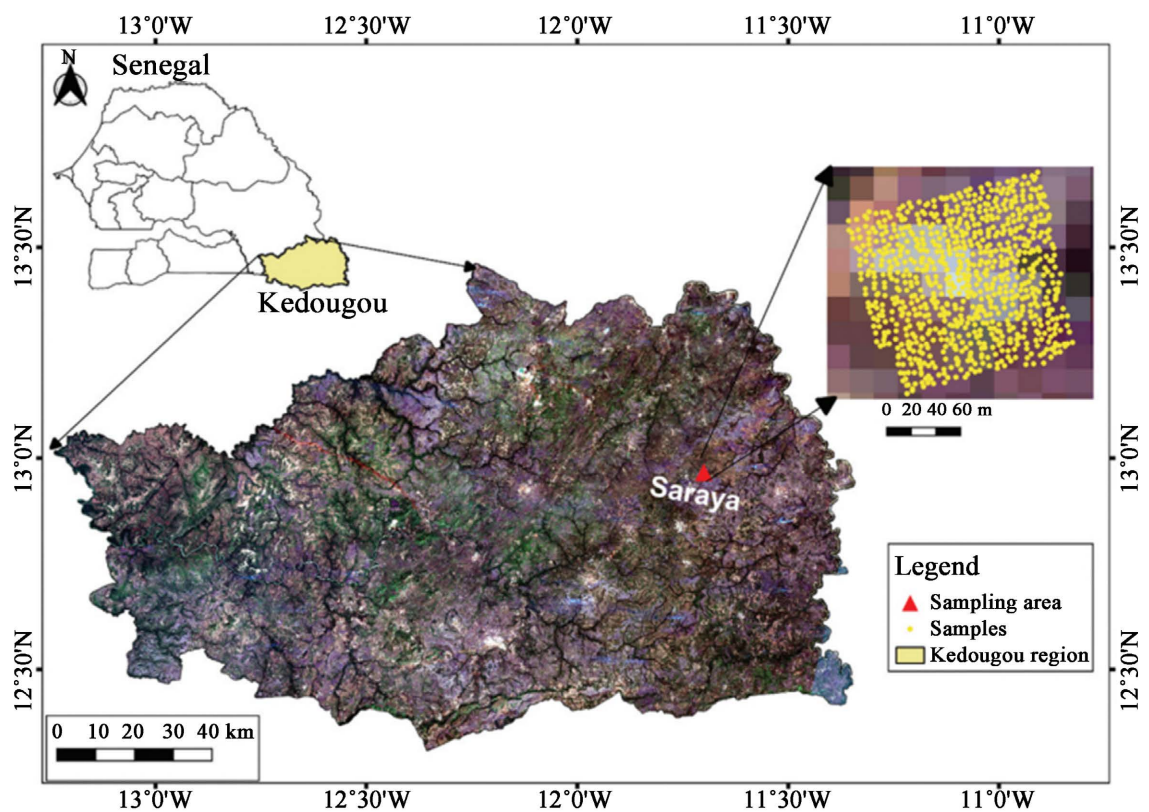 13°0'W 12°30'W 12°0'W 11°30'W 11°0'W
N
Senegal
Kedougou
13°30'N
13°30'N
0 20 40 60 m
13°0'N
13°0'N
Saraya
Legend
Sampling area
Samples
Kedougou region
12°30'N
12°30'N
0 10 20 30 40 km
13°0'W 12°30'W 12°0'W 11°30'W 11°0'W